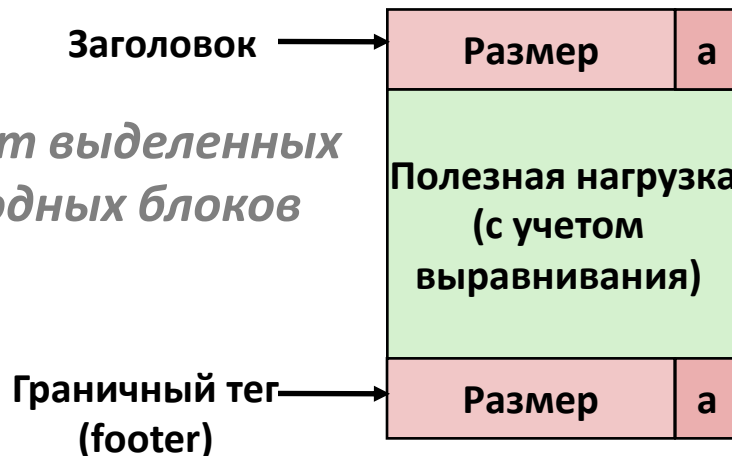 Заголовок
Размер
а
т выделенных
одных блоков
Полезная нагрузка
(с учетом
выравнивания)
Граничный тег
(footer)
Размер
а